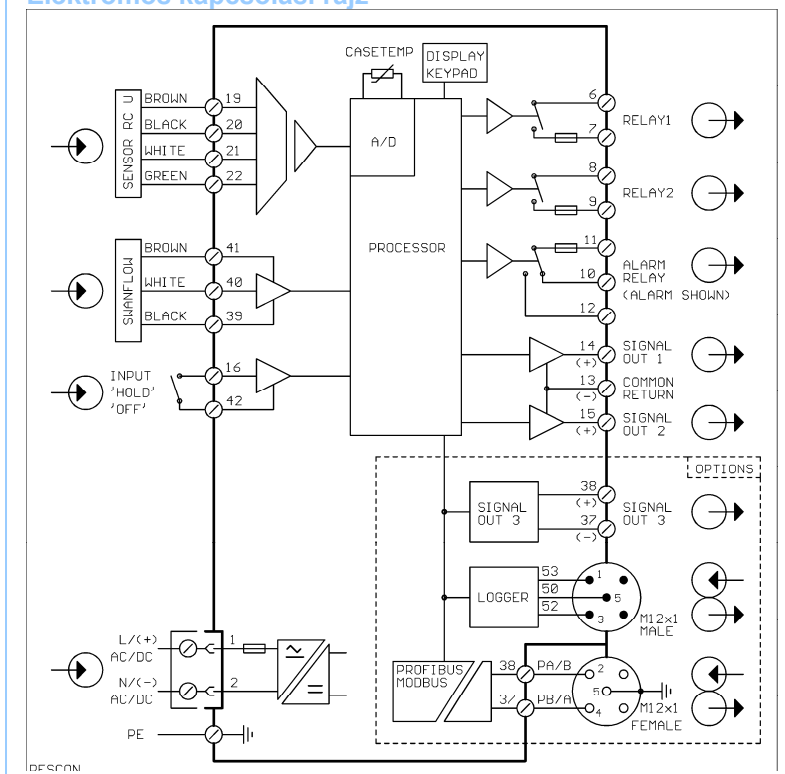 Elektromos kapcsolási rajz
CASETEMP
DISPLAY
KEYPAD
A/D
PROCESSOR
SENSOR RC U
BROWN 19
BLACK 20
WHITE 21
GREEN 22
SWANFLOW
BROWN 41
WHITE 40
BLACK 39
INPUT
'HOLD'
'OFF'
16
42
6
7
RELAY1
8
9
RELAY2
11
10
12
ALARM
RELAY
(ALARM SHOWN)
14
(+)
SIGNAL
OUT 1
13
(-)
COMMON
RETURN
15
(+)
SIGNAL
OUT 2
OPTIONS
SIGNAL
OUT 3
38
(+)
37
(-)
SIGNAL
OUT 3
LOGGER
53
50
52
1
5
3
M12x1
MALE
PROFIBUS
MODBUS
38 PA/B
37 PB/A
2
5
4
M12x1
FEMALE
L/(+)
AC/DC
1
N/(-)
AC/DC
2
PE
PESCON